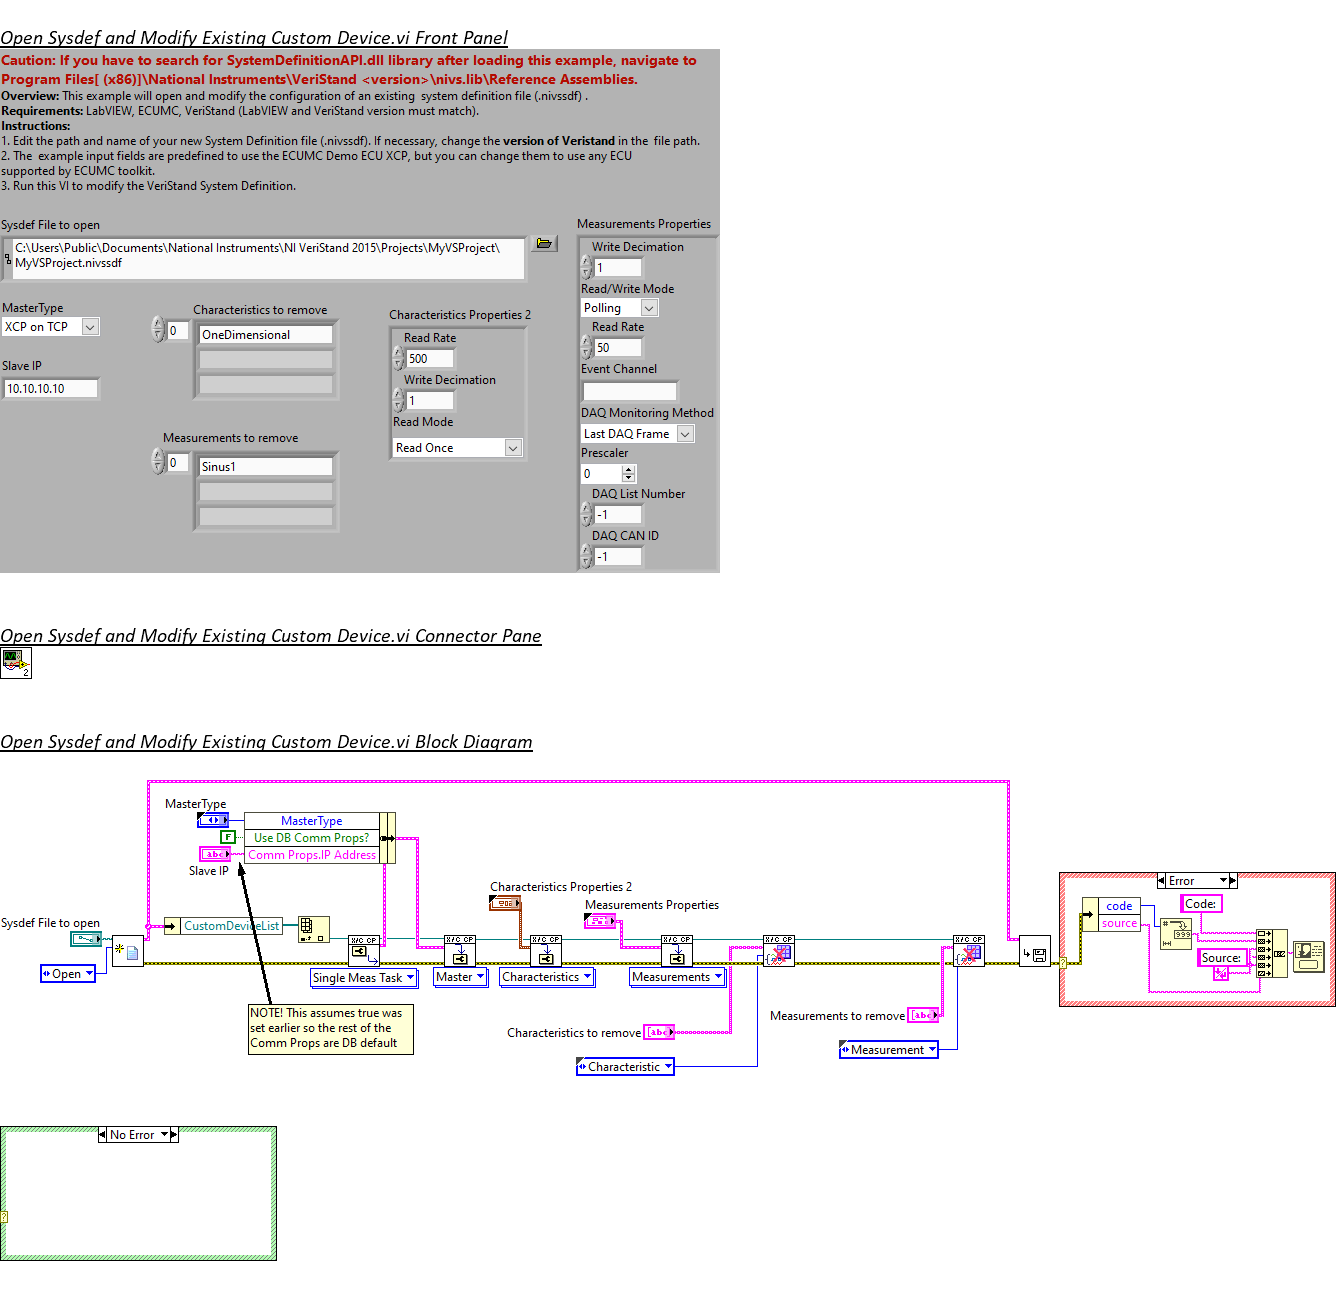 Open Sysdef and Modify Existing Custom Device.vi Front Panel
Caution: If you have to search for SystemDefinitionAPI.dll library after loading this example, navigate to
Program Files[ (x86)]\National Instruments\VeriStand <version>\nivs.lib\Reference Assemblies.
Overview: This example will open and modify the configuration of an existing system definition file (.nivssdf) .
Requirements: LabVIEW, ECUMC, VeriStand (LabVIEW and VeriStand version must match).
Instructions:
1. Edit the path and name of your new System Definition file (.nivssdf). If necessary, change the version of Veristand in the file path.
2. The example input fields are predefined to use the ECUMC Demo ECU XCP, but you can change them to use any ECU
supported by ECUMC toolkit.
3. Run this VI to modify the VeriStand System Definition.
Sysdef File to open
C:\Users\Public\Documents\National Instruments\NI VeriStand 2015\Projects\MyVSProject\
MyVSProject.nivssdf
MasterType
XCP on TCP
Slave IP
10.10.10.10
Characteristics to remove
0
OneDimensional
Measurements to remove
0
Sinus1
Characteristics Properties 2
Read Rate
500
Write Decimation
1
Read Mode
Read Once
Measurements Properties
Write Decimation
1
Read/Write Mode
Polling
Read Rate
50
Event Channel
DAQ Monitoring Method
Last DAQ Frame
Prescaler
0
DAQ List Number
-1
DAQ CAN ID
-1
Open Sysdef and Modify Existing Custom Device.vi Connector Pane
2
Open Sysdef and Modify Existing Custom Device.vi Block Diagram
MasterType
MasterType
F
Use DB Comm Props?
abc
Comm Props.IP Address
Slave IP
Sysdef File to open
CustomDeviceList
Open
X/C CP
Single Meas Task
X/C CP
Master
Characteristics Properties 2
X/C CP
Characteristics
Measurements Properties
X/C CP
Measurements
X/C CP
X/C CP
NOTE! This assumes true was
set earlier so the rest of the
Comm Props are DB default
Characteristics to remove
abc
Characteristic
Measurements to remove
abc
Measurement
Error
code
source
Code:
999
Source:
?
No Error
?